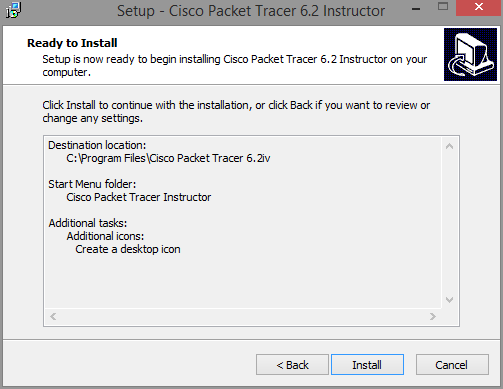 Setup - Cisco Packet Tracer 6.2 Instructor
Ready to Install
Setup is now ready to begin installing Cisco Packet Tracer 6.2 Instructor on your
computer.
Click Install to continue with the installation, or click Back if you want to review or
change any settings.
Destination location:
C:\Program Files\Cisco Packet Tracer 6.2iv
Start Menu folder:
Cisco Packet Tracer Instructor
Additional tasks:
Additional icons:
Create a desktop icon
< Back
Install
Cancel